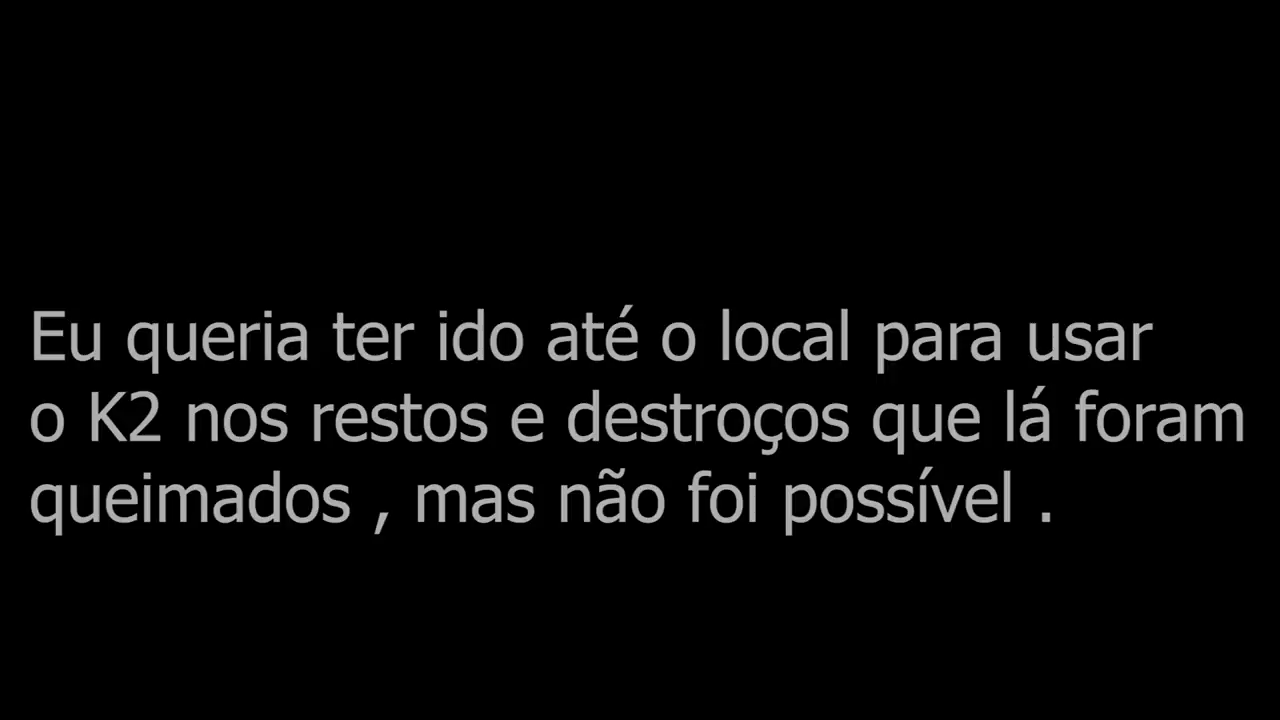 Eu queria ter ido até o local para usar
o K2 nos restos e destroços que lá foram
queimados , mas não foi possível .